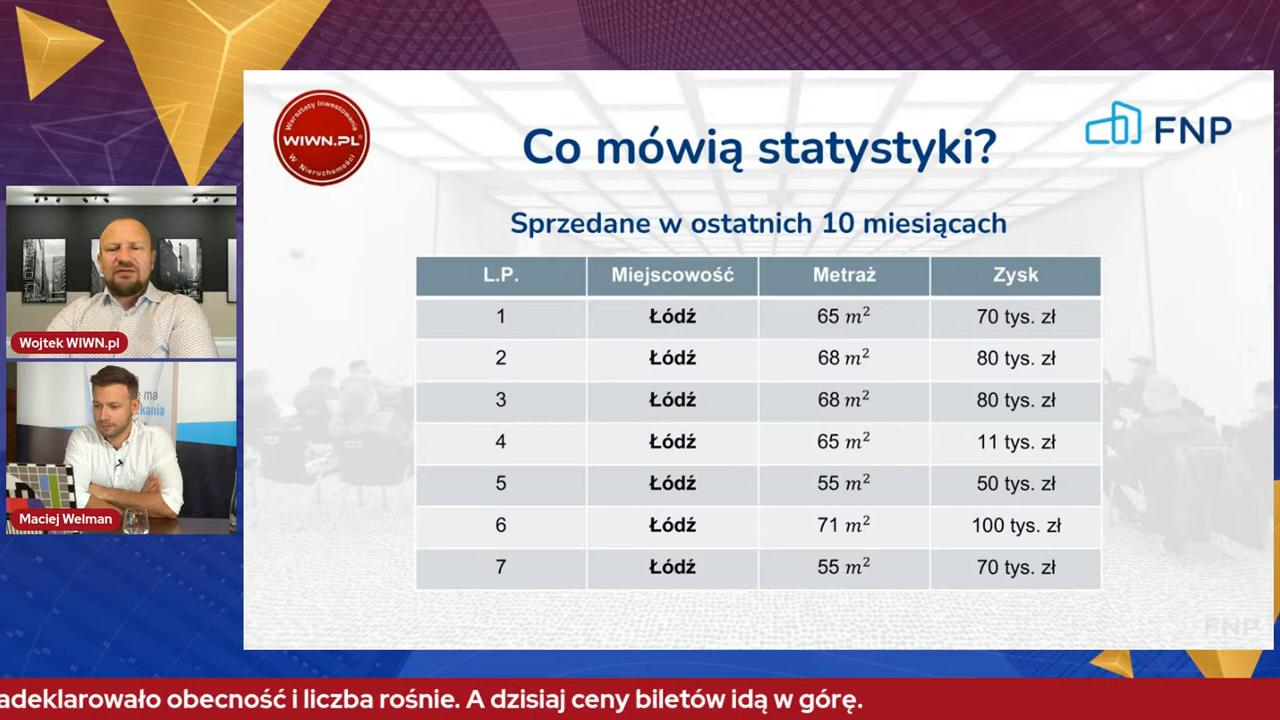 Warsztaty Inwestowania
WIWN.PL
W Nieruchomości
FNP
Co mówią statystyki?
Sprzedane w ostatnich 10 miesiącach
L.P. Miejscowość Metraż Zysk
1 Łódź 65 m² 70 tys. zł
2 Łódź 68 m² 80 tys. zł
3 Łódź 68 m² 80 tys. zł
4 Łódź 65 m² 11 tys. zł
5 Łódź 55 m² 50 tys. zł
6 Łódź 71 m² 100 tys. zł
7 Łódź 55 m² 70 tys. zł
FNP
Wojtek WIWN.pl
e ma
kania
Maciej Welman
adeklarowało obecność i liczba rośnie. A dzisiaj ceny biletów idą w górę.